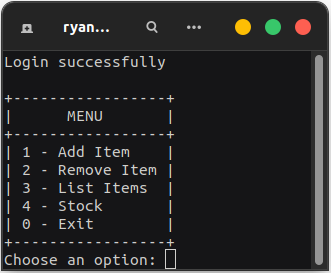 ryan...
Login successfully
+-----------------+
|      MENU       |
+-----------------+
| 1 - Add Item    |
| 2 - Remove Item |
| 3 - List Items  |
| 4 - Stock       |
| 0 - Exit        |
+-----------------+
Choose an option: